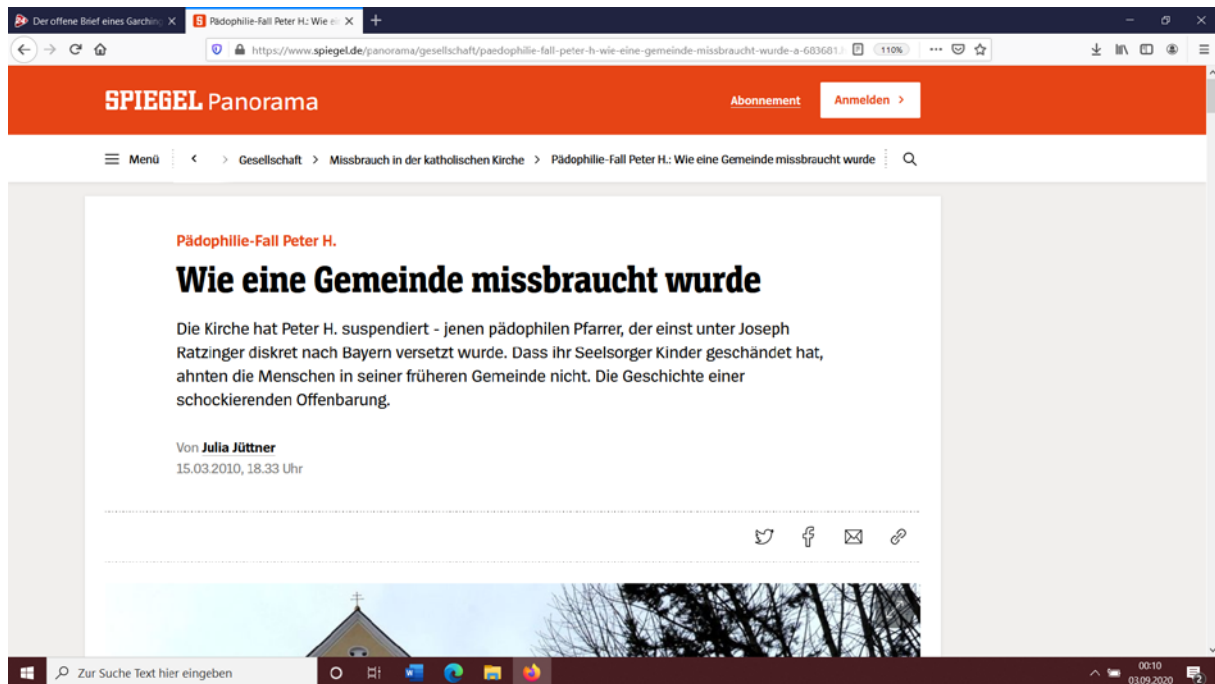 Der offene Brief eines Garching
Pädophilie-Fall Peter H.: Wie ei
https://www.spiegel.de/panorama/gesellschaft/paedophilie-fall-peter-h-wie-eine-gemeinde-missbraucht-wurde-a-683681.
110%
SPIEGEL Panorama
Abonnement
Anmelden >
Menü < > Gesellschaft > Missbrauch in der katholischen Kirche > Pädophilie-Fall Peter H.: Wie eine Gemeinde missbraucht wurde
Pädophilie-Fall Peter H.
Wie eine Gemeinde missbraucht wurde
Die Kirche hat Peter H. suspendiert - jenen pädophilen Pfarrer, der einst unter Joseph
Ratzinger diskret nach Bayern versetzt wurde. Dass ihr Seelsorger Kinder geschändet hat,
ahnten die Menschen in seiner früheren Gemeinde nicht. Die Geschichte einer
schockierenden Offenbarung.
Von Julia Jüttner
15.03.2010, 18.33 Uhr
Zur Suche Text hier eingeben
00:10
03.09.2020
2